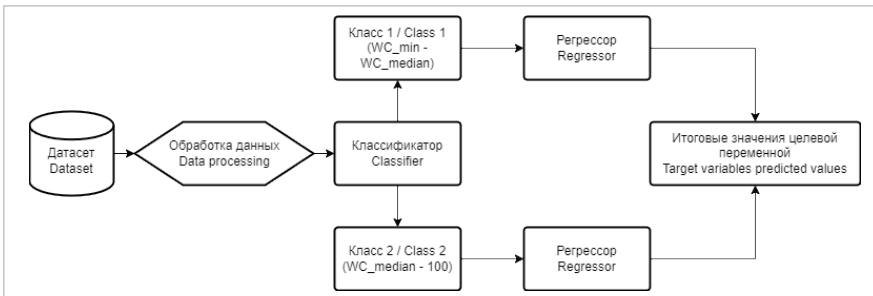 Класс 1 / Class 1
(WC_min -
WC_median)
Регрессор
Regressor
Датасет
Dataset
Обработка данных
Data processing
Классификатор
Classifier
Итоговые значения целевой
переменной
Target variables predicted values
Класс 2 / Class 2
(WC_median - 100)
Регрессор
Regressor